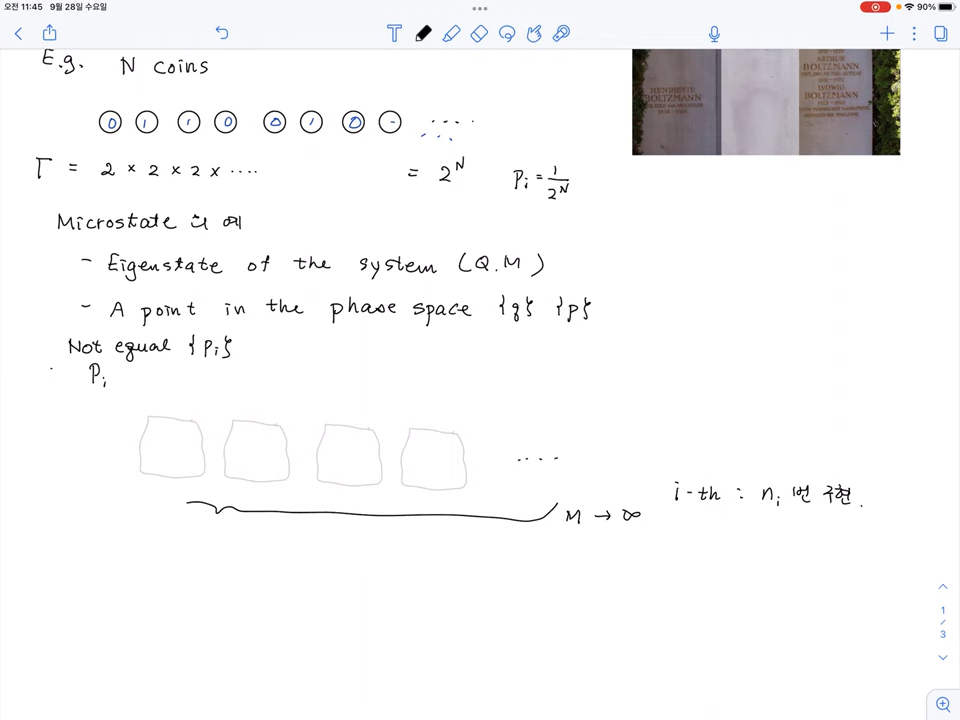 오전 11:45 9월 28일 수요일
90%
E.g. N coins
HENRIETTE
BOLTZMANN
ARTHUR
BOLTZMANN
LUDWIG
BOLTZMANN
0 1 1 0 0 1 0 - ....
Γ = 2 × 2 × 2 × .... = 2^N P_i = 1/2^N
Microstate 의 예
- Eigenstate of the system (Q.M)
- A point in the phase space {q} {p}
Not equal {P_i}
P_i
....
i-th : n_i 번 구현.
M → ∞
1
/
3